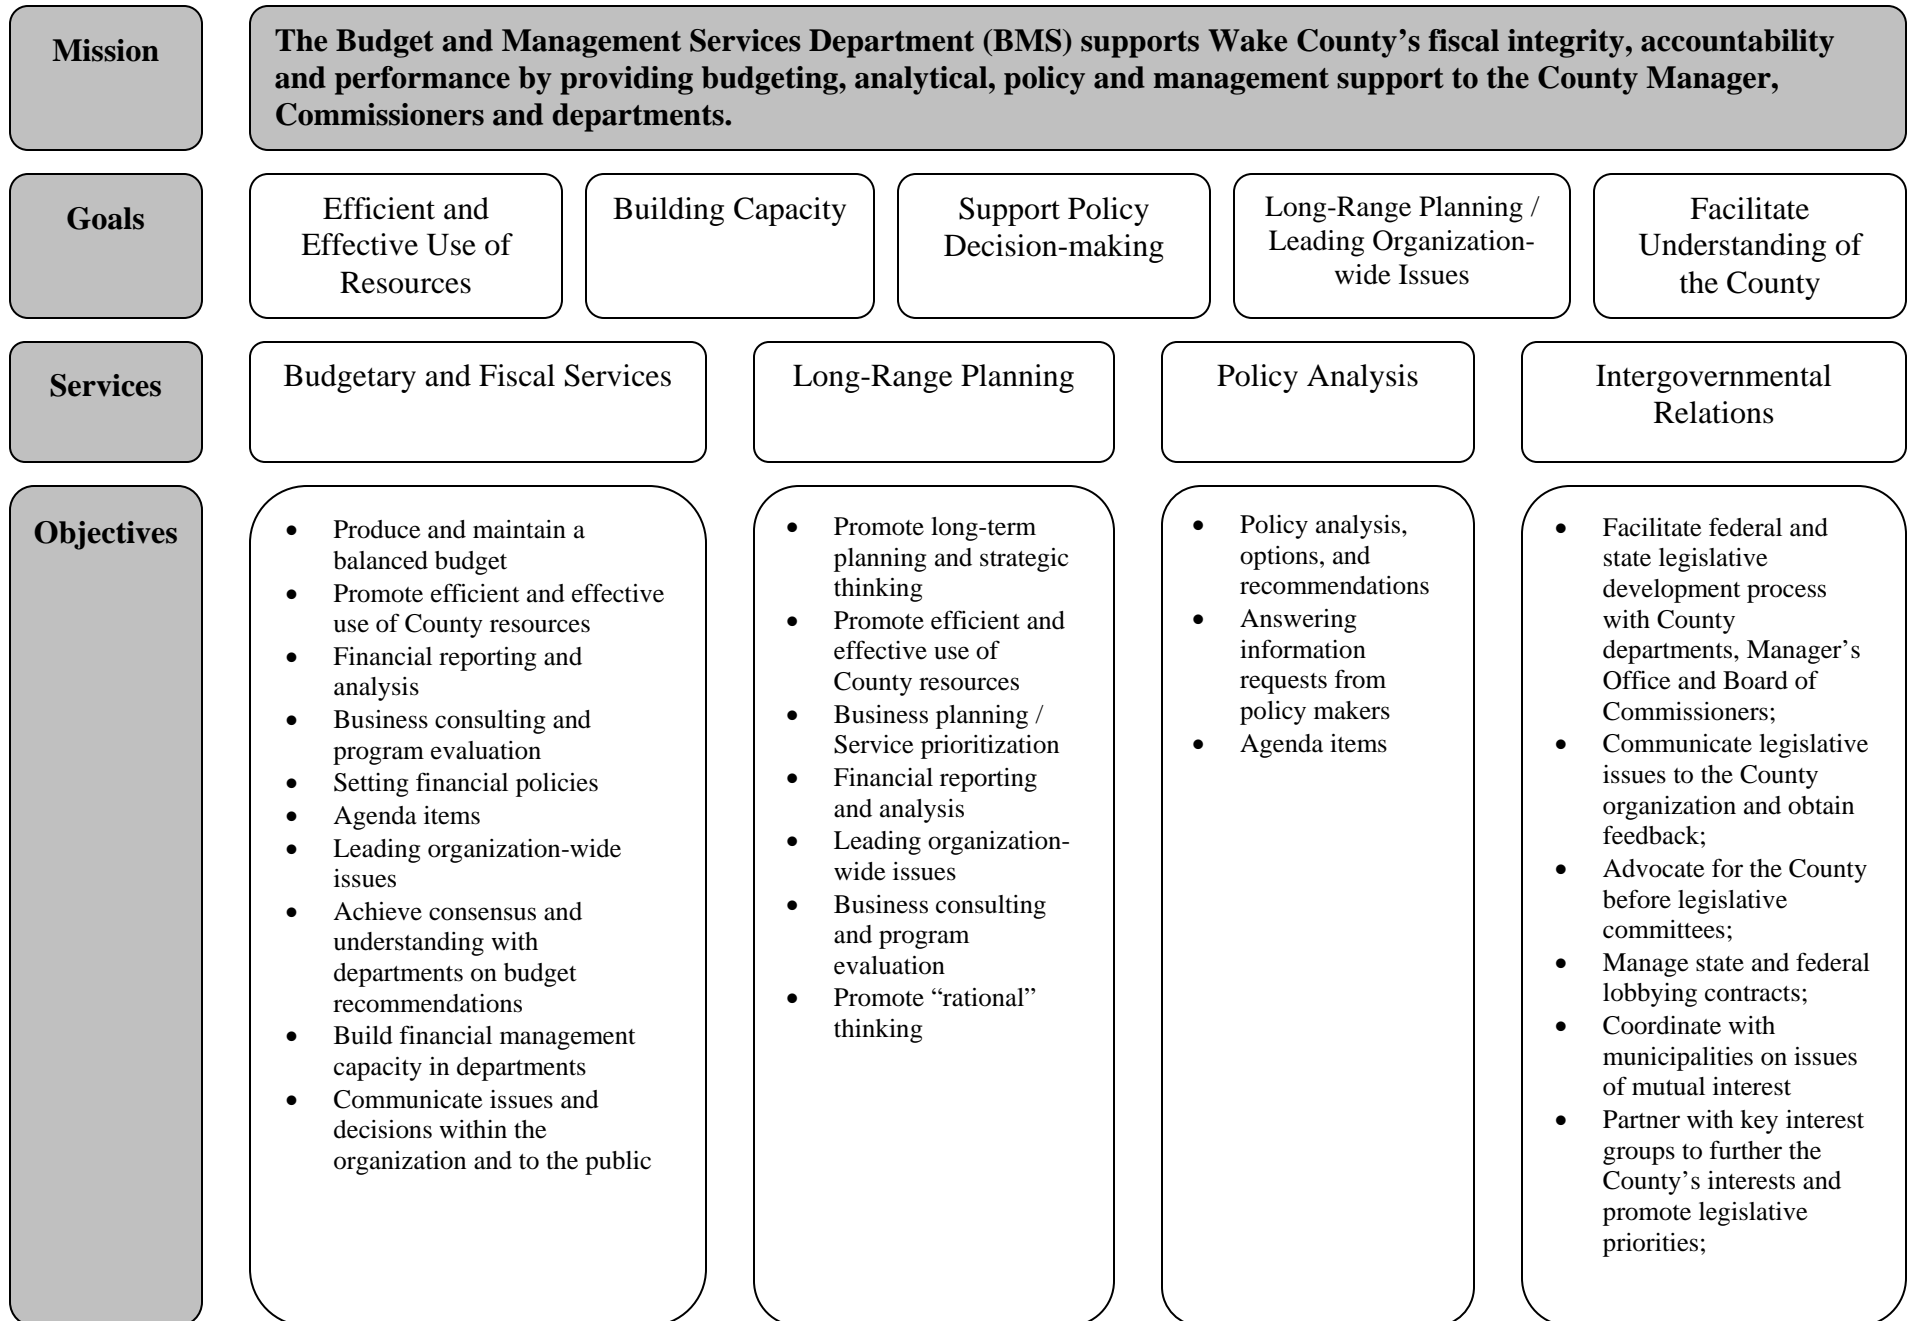 Mission
The Budget and Management Services Department (BMS) supports Wake County’s fiscal integrity, accountability
and performance by providing budgeting, analytical, policy and management support to the County Manager,
Commissioners and departments.
Goals
Efficient and
Effective Use of
Resources
Building Capacity
Support Policy
Decision-making
Long-Range Planning /
Leading Organization-
wide Issues
Facilitate
Understanding of
the County
Services
Budgetary and Fiscal Services
Long-Range Planning
Policy Analysis
Intergovernmental
Relations
Objectives
• Produce and maintain a
balanced budget
• Promote efficient and effective
use of County resources
• Financial reporting and
analysis
• Business consulting and
program evaluation
• Setting financial policies
• Agenda items
• Leading organization-wide
issues
• Achieve consensus and
understanding with
departments on budget
recommendations
• Build financial management
capacity in departments
• Communicate issues and
decisions within the
organization and to the public
• Promote long-term
planning and strategic
thinking
• Promote efficient and
effective use of
County resources
• Business planning /
Service prioritization
• Financial reporting
and analysis
• Leading organization-
wide issues
• Business consulting
and program
evaluation
• Promote “rational”
thinking
• Policy analysis,
options, and
recommendations
• Answering
information
requests from
policy makers
• Agenda items
• Facilitate federal and
state legislative
development process
with County
departments, Manager’s
Office and Board of
Commissioners;
• Communicate legislative
issues to the County
organization and obtain
feedback;
• Advocate for the County
before legislative
committees;
• Manage state and federal
lobbying contracts;
• Coordinate with
municipalities on issues
of mutual interest
• Partner with key interest
groups to further the
County’s interests and
promote legislative
priorities;